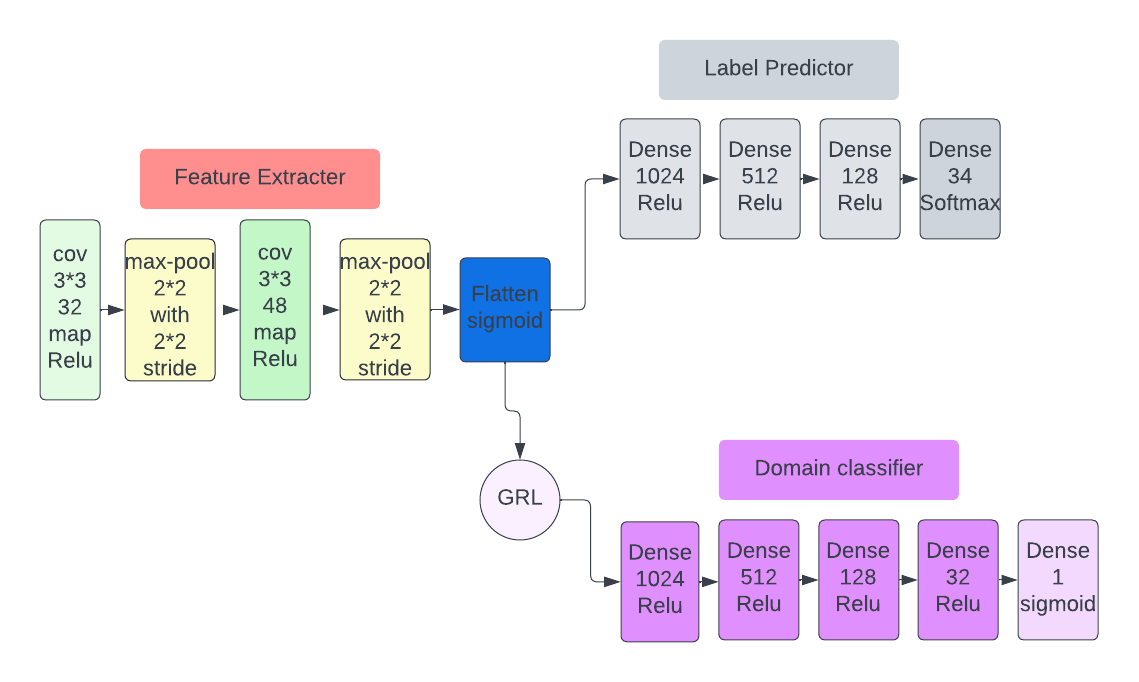 Label Predictor
Dense
1024
Relu
Dense
512
Relu
Dense
128
Relu
Dense
34
Softmax
Feature Extracter
cov
3*3
32
map
Relu
max-pool
2*2
with
2*2
stride
cov
3*3
48
map
Relu
max-pool
2*2
with
2*2
stride
Flatten
sigmoid
GRL
Domain classifier
Dense
1024
Relu
Dense
512
Relu
Dense
128
Relu
Dense
32
Relu
Dense
1
sigmoid